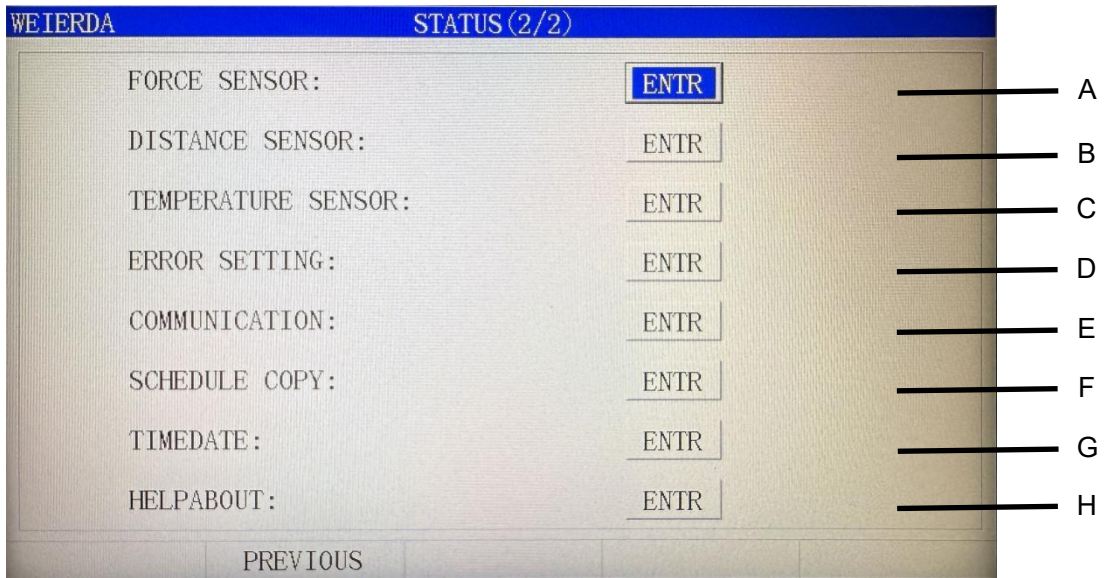 WEIERDA STATUS(2/2)
FORCE SENSOR: ENTR A
DISTANCE SENSOR: ENTR B
TEMPERATURE SENSOR: ENTR C
ERROR SETTING: ENTR D
COMMUNICATION: ENTR E
SCHEDULE COPY: ENTR F
TIMEDATE: ENTR G
HELPABOUT: ENTR H
PREVIOUS